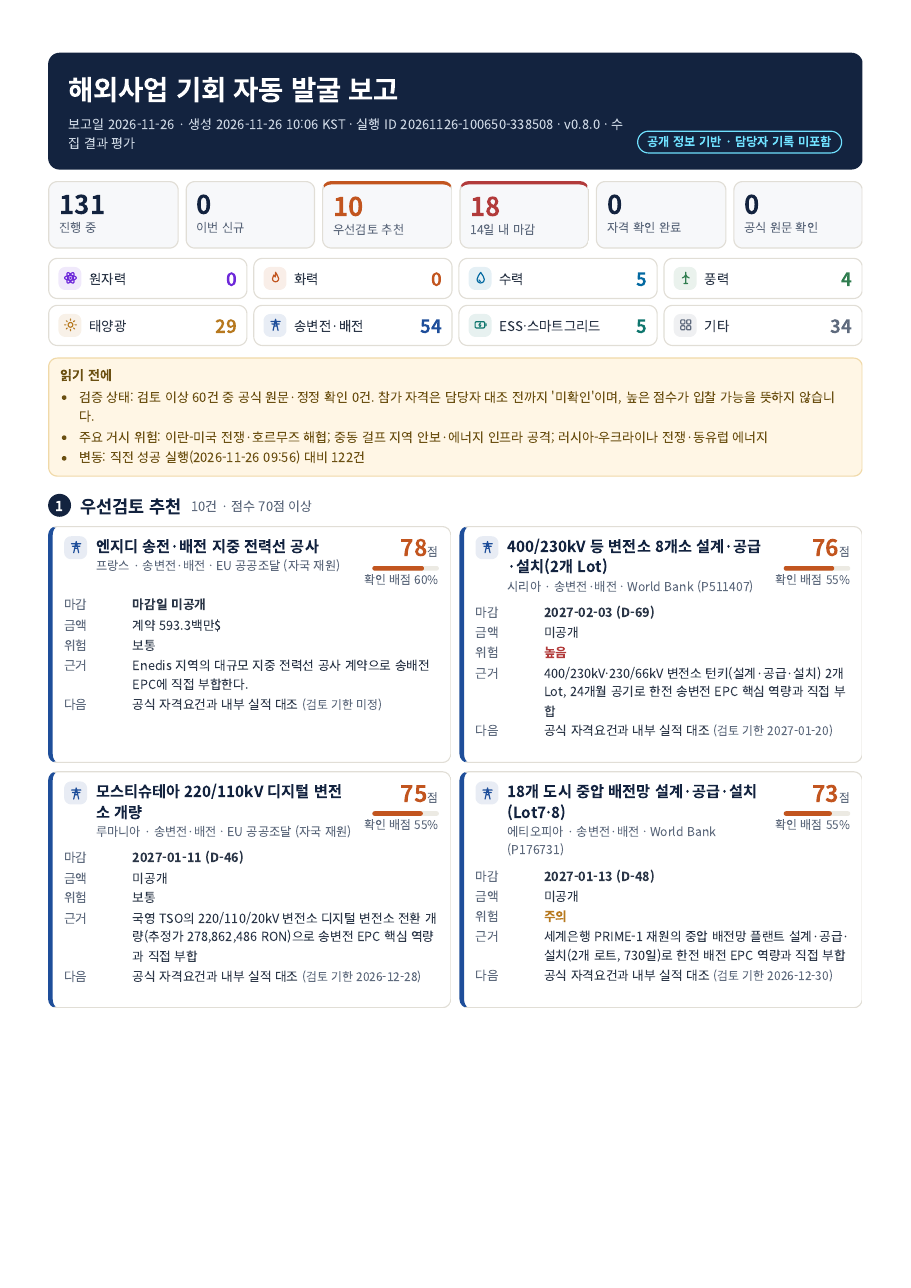 해외사업 기회 자동 발굴 보고
보고일 2026-11-26 · 생성 2026-11-26 10:06 KST · 실행 ID 20261126-100650-338508 · v0.8.0 · 수
집 결과 평가
공개 정보 기반 · 담당자 기록 미포함
131
진행 중
0
이번 신규
10
우선검토 추천
18
14일 내 마감
0
자격 확인 완료
0
공식 원문 확인
원자력 0
화력 0
수력 5
풍력 4
태양광 29
송변전·배전 54
ESS·스마트그리드 5
기타 34
읽기 전에
• 검증 상태: 검토 이상 60건 중 공식 원문·정정 확인 0건. 참가 자격은 담당자 대조 전까지 '미확인'이며, 높은 점수가 입찰 가능을 뜻하지 않습니
다.
• 주요 거시 위험: 이란-미국 전쟁·호르무즈 해협; 중동 걸프 지역 안보·에너지 인프라 공격; 러시아-우크라이나 전쟁·동유럽 에너지
• 변동: 직전 성공 실행(2026-11-26 09:56) 대비 122건
1 우선검토 추천 10건 · 점수 70점 이상
엔지디 송전·배전 지중 전력선 공사
프랑스 · 송변전·배전 · EU 공공조달 (자국 재원)
78점
확인 배점 60%
마감 마감일 미공개
금액 계약 593.3백만$
위험 보통
근거 Enedis 지역의 대규모 지중 전력선 공사 계약으로 송배전
EPC에 직접 부합한다.
다음 공식 자격요건과 내부 실적 대조 (검토 기한 미정)
400/230kV 등 변전소 8개소 설계·공급
·설치(2개 Lot)
시리아 · 송변전·배전 · World Bank (P511407)
76점
확인 배점 55%
마감 2027-02-03 (D-69)
금액 미공개
위험 높음
근거 400/230kV·230/66kV 변전소 턴키(설계·공급·설치) 2개
Lot, 24개월 공기로 한전 송변전 EPC 핵심 역량과 직접 부
합
다음 공식 자격요건과 내부 실적 대조 (검토 기한 2027-01-20)
모스티슈테아 220/110kV 디지털 변전
소 개량
루마니아 · 송변전·배전 · EU 공공조달 (자국 재원)
75점
확인 배점 55%
마감 2027-01-11 (D-46)
금액 미공개
위험 보통
근거 국영 TSO의 220/110/20kV 변전소 디지털 변전소 전환 개
량(추정가 278,862,486 RON)으로 송변전 EPC 핵심 역량
과 직접 부합
다음 공식 자격요건과 내부 실적 대조 (검토 기한 2026-12-28)
18개 도시 중압 배전망 설계·공급·설치
(Lot7·8)
에티오피아 · 송변전·배전 · World Bank
(P176731)
73점
확인 배점 55%
마감 2027-01-13 (D-48)
금액 미공개
위험 주의
근거 세계은행 PRIME-1 재원의 중압 배전망 플랜트 설계·공급·
설치(2개 로트, 730일)로 한전 배전 EPC 역량과 직접 부합
다음 공식 자격요건과 내부 실적 대조 (검토 기한 2026-12-30)